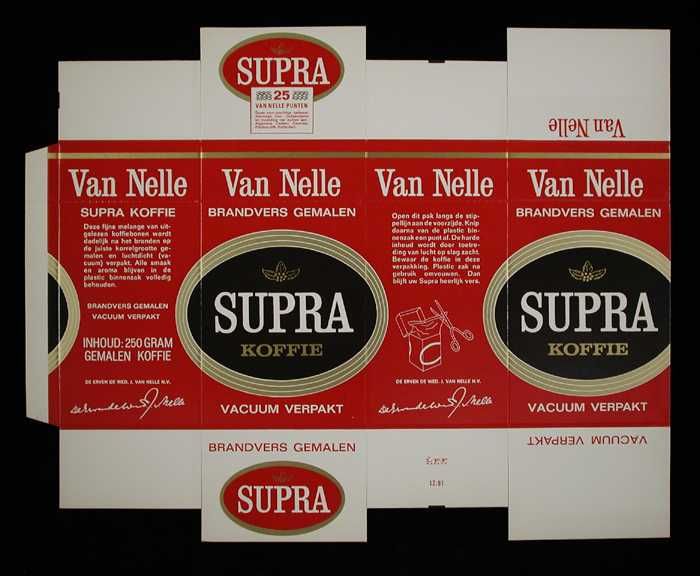 SUPRA
25
VAN NELLE PUNTEN
Van Nelle
Van Nelle
SUPRA KOFFIE
Deze fijne melange van uit-
gelezen koffiebonen wordt
dadelijk na het branden op
de juiste korrelgrootte ge-
malen en luchtdicht (va-
cuum) verpakt. Alle smaak
en aroma blijven in de
plastic binnenzak volledig
behouden.
BRANDVERS GEMALEN
VACUUM VERPAKT
INHOUD: 250 GRAM
GEMALEN KOFFIE
DE ERVEN DE WED. J. VAN NELLE N.V.
Van Nelle
BRANDVERS GEMALEN
SUPRA
KOFFIE
VACUUM VERPAKT
Van Nelle
Open dit pak langs de stip-
pellijn aan de voorzijde. Knip
daarna van de plastic bin-
nenzak een punt af. De harde
inhoud wordt door toetre-
ding van lucht op slag zacht.
Bewaar de koffie in deze
verpakking. Plastic zak na
gebruik omvouwen. Dan
blijft uw Supra heerlijk vers.
DE ERVEN DE WED. J. VAN NELLE N.V.
Van Nelle
BRANDVERS GEMALEN
SUPRA
KOFFIE
VACUUM VERPAKT
BRANDVERS GEMALEN
SUPRA
VACUUM VERPAKT